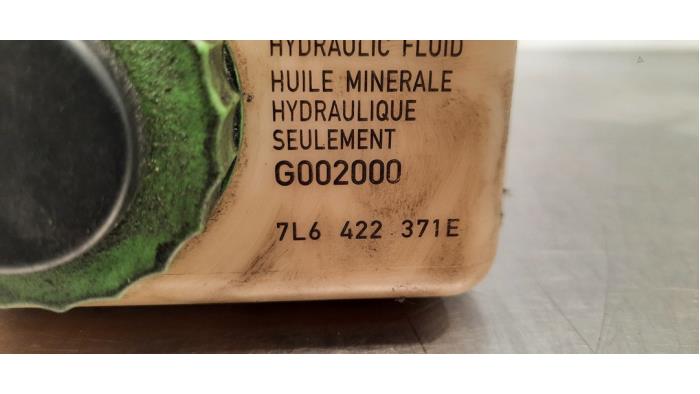 HYDRAULIC FLUID
HUILE MINERALE
HYDRAULIQUE
SEULEMENT
G002000
7L6 422 371E